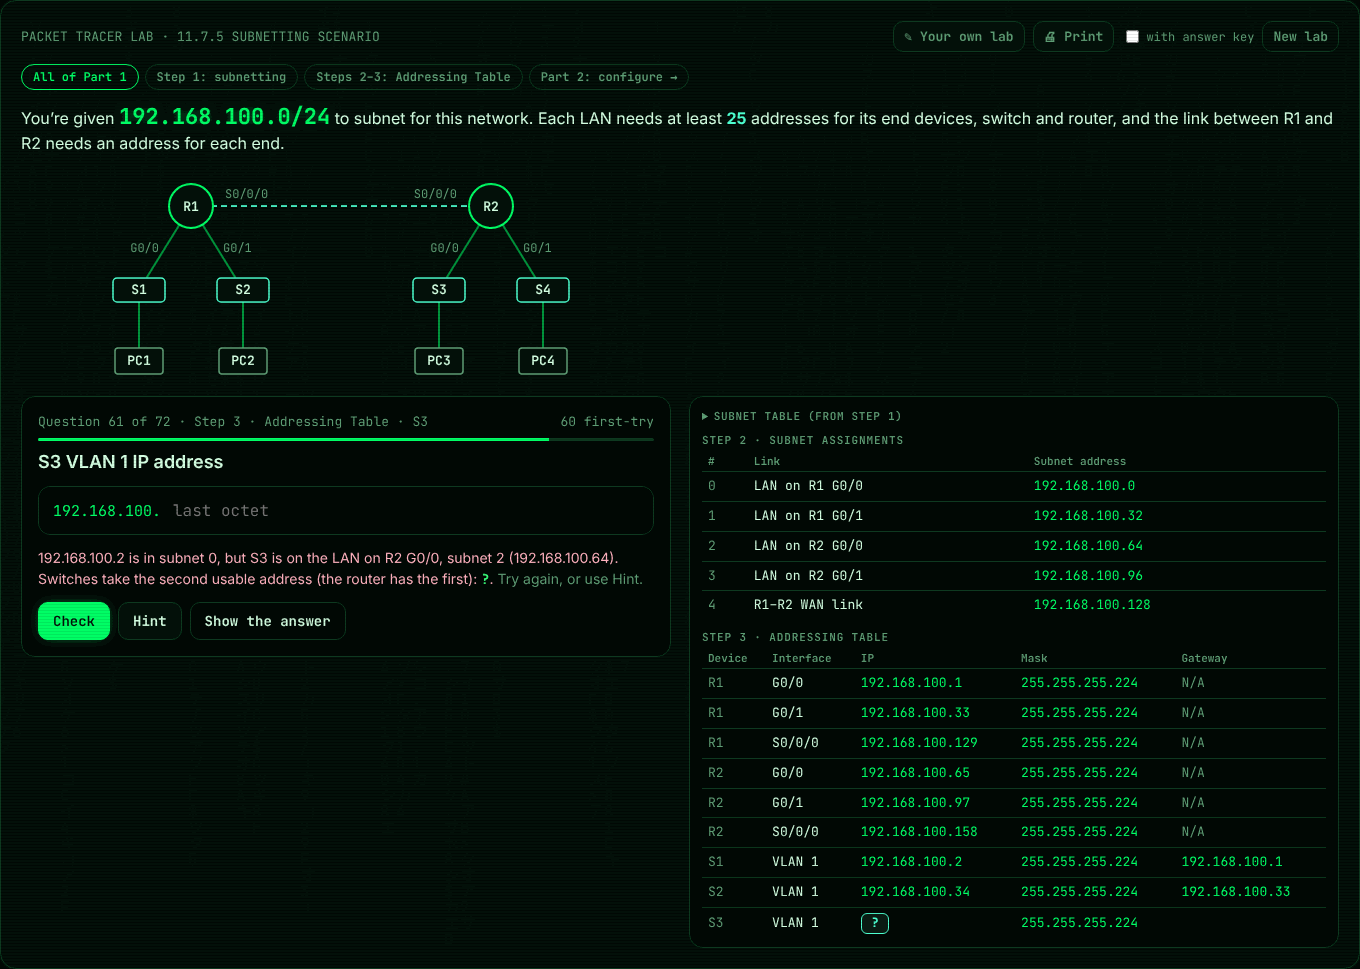 PACKET TRACER LAB · 11.7.5 SUBNETTING SCENARIO
✎ Your own lab
🖨 Print
with answer key
New lab
All of Part 1
Step 1: subnetting
Steps 2–3: Addressing Table
Part 2: configure →
You’re given 192.168.100.0/24 to subnet for this network. Each LAN needs at least 25 addresses for its end devices, switch and router, and the link between R1 and
R2 needs an address for each end.
R1 S0/0/0 S0/0/0 R2
G0/0 G0/1 G0/0 G0/1
S1 S2 S3 S4
PC1 PC2 PC3 PC4
Question 61 of 72 · Step 3 · Addressing Table · S3
60 first-try
S3 VLAN 1 IP address
192.168.100. last octet
192.168.100.2 is in subnet 0, but S3 is on the LAN on R2 G0/0, subnet 2 (192.168.100.64).
Switches take the second usable address (the router has the first): ?. Try again, or use Hint.
Check
Hint
Show the answer
▶ SUBNET TABLE (FROM STEP 1)
STEP 2 · SUBNET ASSIGNMENTS
# Link Subnet address
0 LAN on R1 G0/0 192.168.100.0
1 LAN on R1 G0/1 192.168.100.32
2 LAN on R2 G0/0 192.168.100.64
3 LAN on R2 G0/1 192.168.100.96
4 R1–R2 WAN link 192.168.100.128
STEP 3 · ADDRESSING TABLE
Device Interface IP Mask Gateway
R1 G0/0 192.168.100.1 255.255.255.224 N/A
R1 G0/1 192.168.100.33 255.255.255.224 N/A
R1 S0/0/0 192.168.100.129 255.255.255.224 N/A
R2 G0/0 192.168.100.65 255.255.255.224 N/A
R2 G0/1 192.168.100.97 255.255.255.224 N/A
R2 S0/0/0 192.168.100.158 255.255.255.224 N/A
S1 VLAN 1 192.168.100.2 255.255.255.224 192.168.100.1
S2 VLAN 1 192.168.100.34 255.255.255.224 192.168.100.33
S3 VLAN 1 ? 255.255.255.224